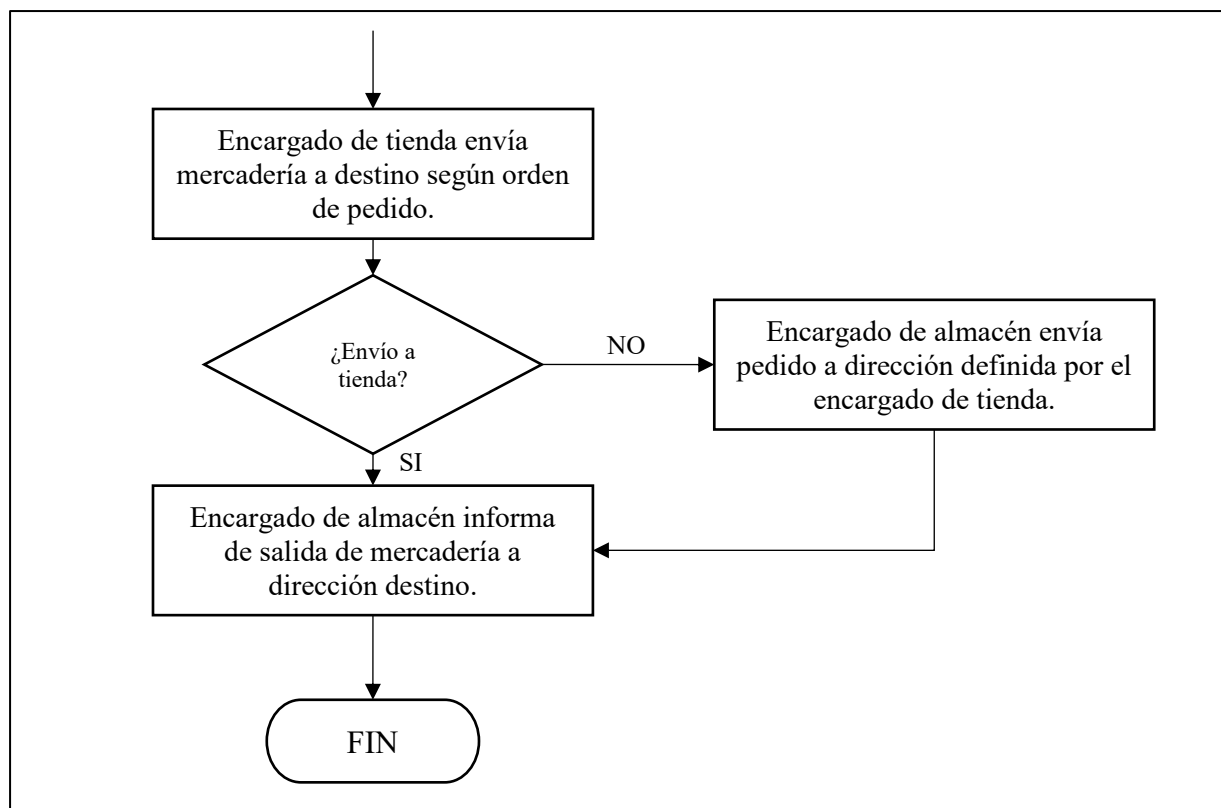 Encargado de tienda envía
mercadería a destino según orden
de pedido.
¿Envío a
tienda?
NO
Encargado de almacén envía
pedido a dirección definida por el
encargado de tienda.
SI
Encargado de almacén informa
de salida de mercadería a
dirección destino.
FIN